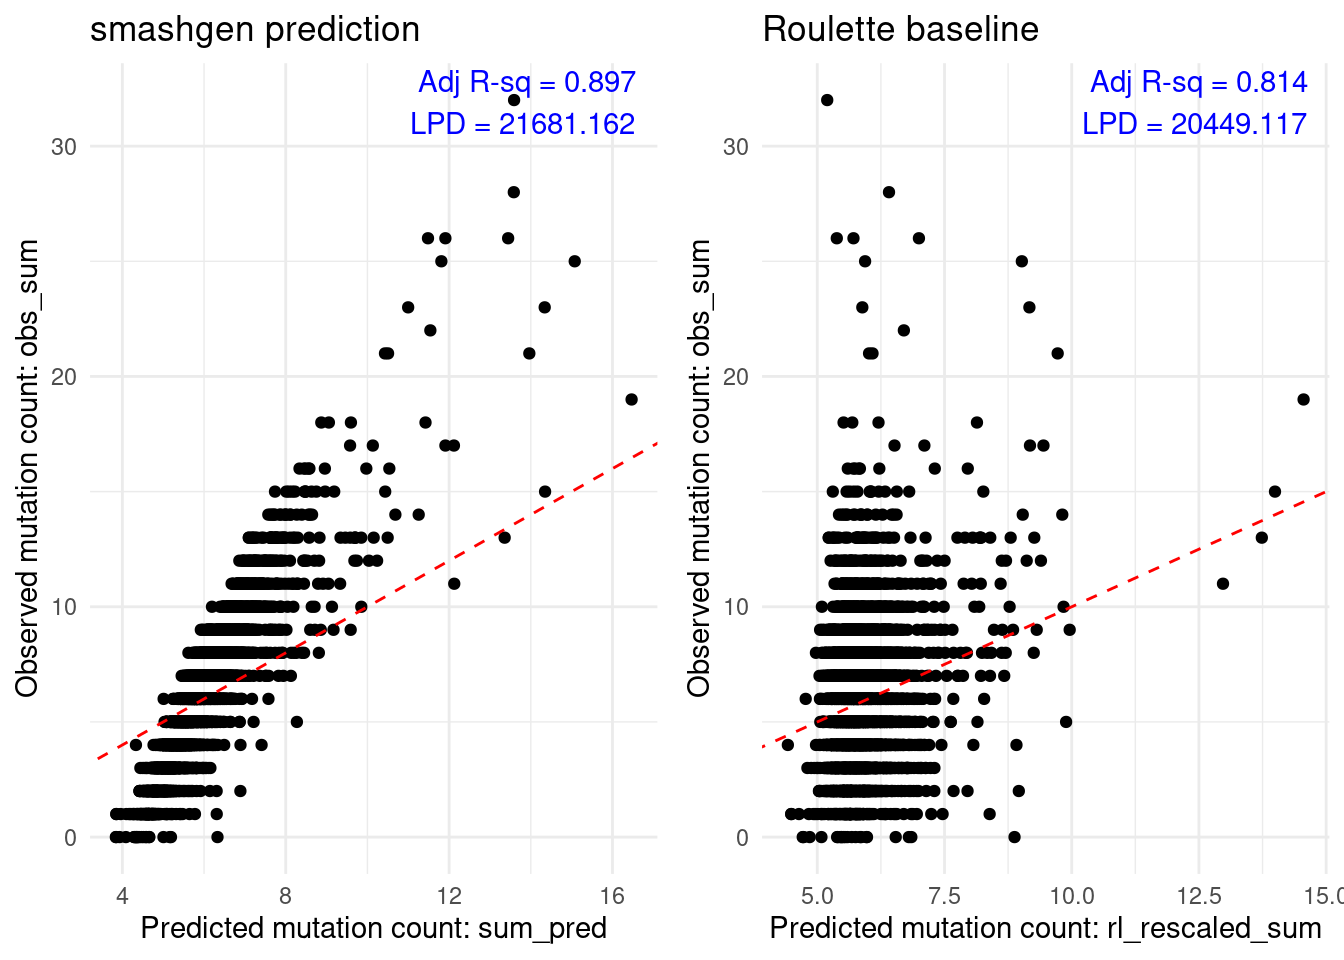 smashgen prediction
Adj R-sq = 0.897
LPD = 21681.162
Observed mutation count: obs_sum
30
20
10
0
4 8 12 16
Predicted mutation count: sum_pred
Roulette baseline
Adj R-sq = 0.814
LPD = 20449.117
Observed mutation count: obs_sum
30
20
10
0
5.0 7.5 10.0 12.5 15.0
Predicted mutation count: rl_rescaled_sum